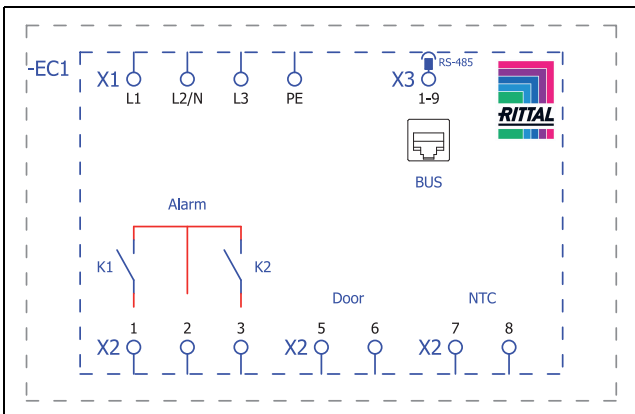 -EC1
X1 L1 L2/N L3 PE
X3 RS-485
1-9
RITTAL
BUS
Alarm
K1 K2
Door NTC
1 2 3 5 6 7 8
X2 X2 X2